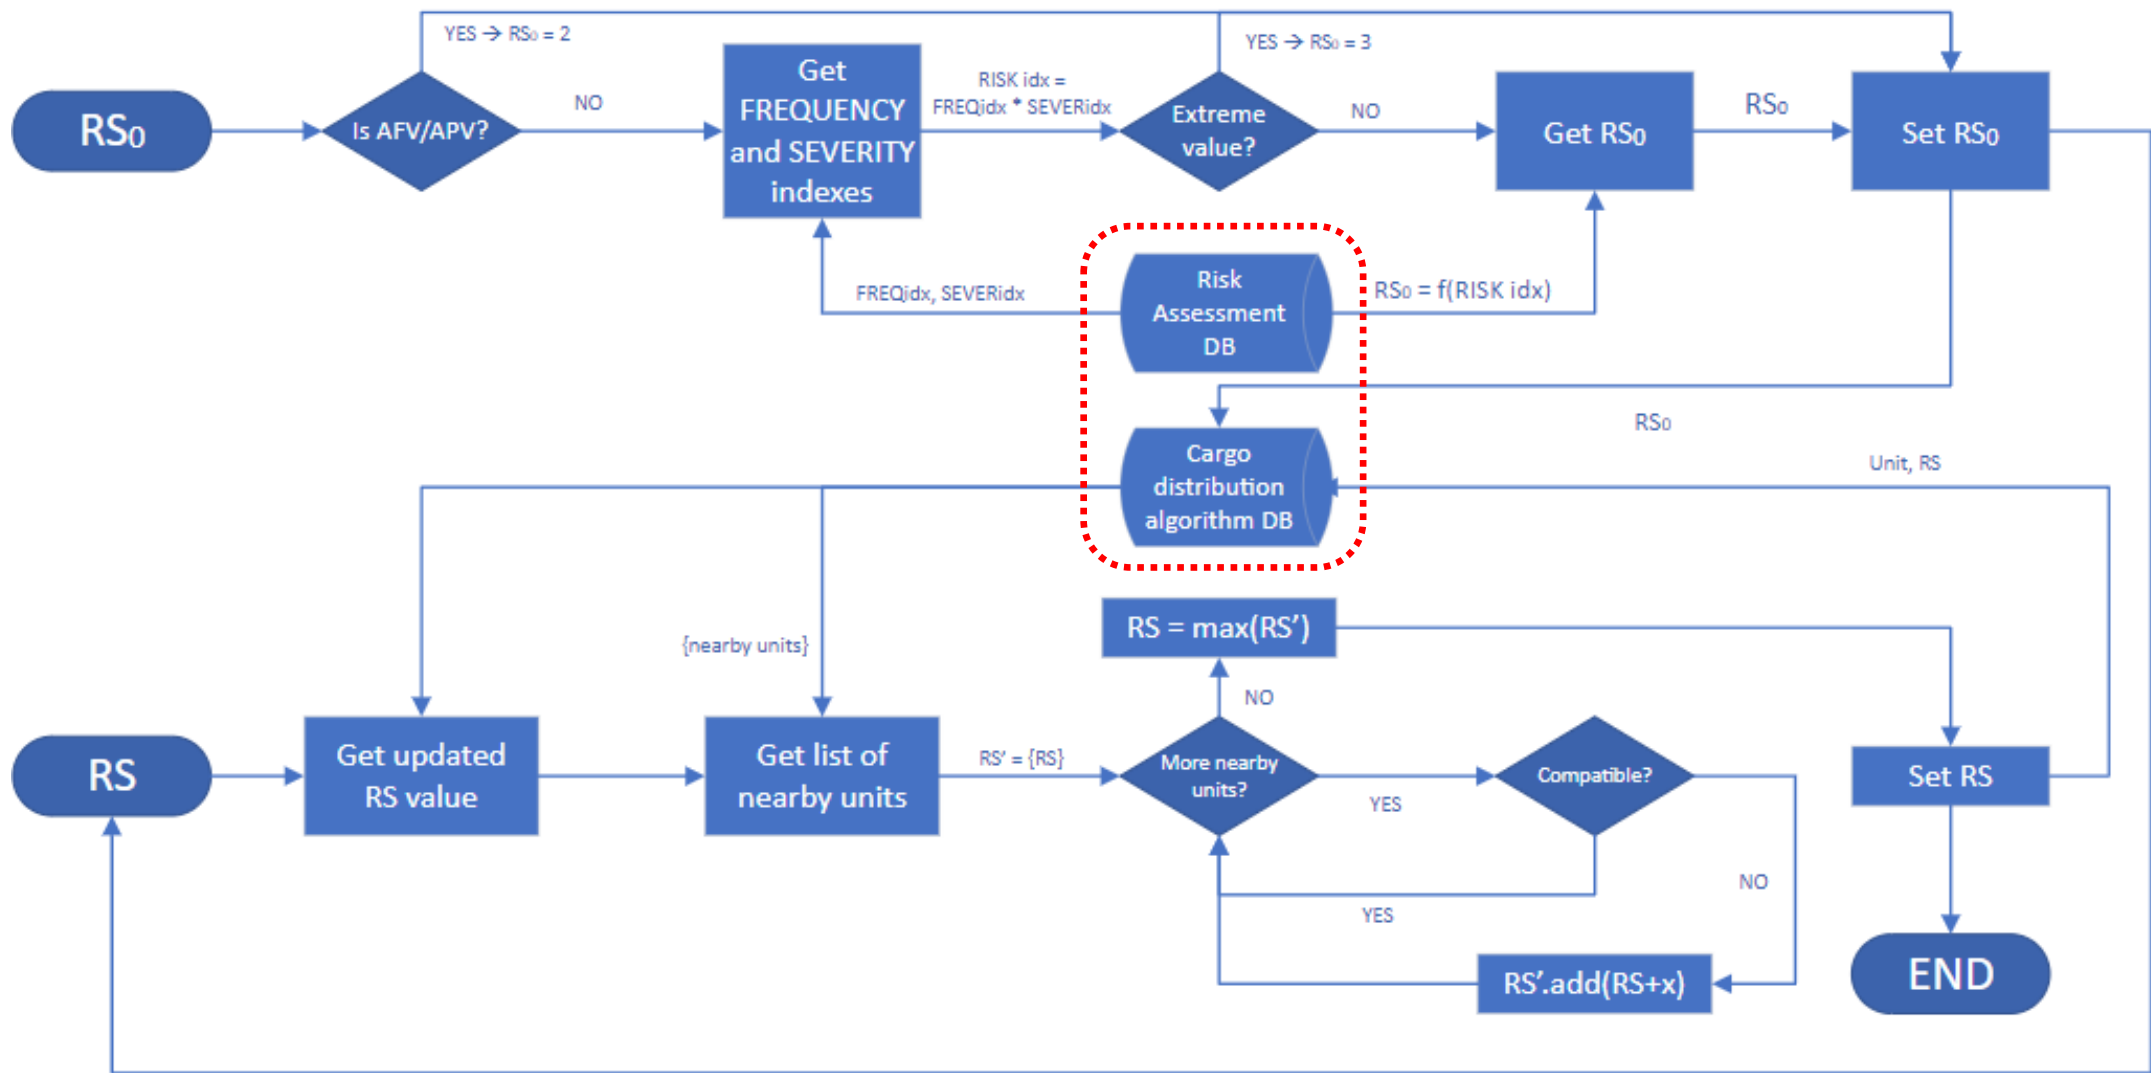 YES → RS₀ = 2
YES → RS₀ = 3
RS₀
Is AFV/APV?
NO
Get
FREQUENCY
and SEVERITY
indexes
RISK idx =
FREQidx * SEVERidx
Extreme
value?
NO
Get RS₀
RS₀
Set RS₀
FREQidx, SEVERidx
Risk
Assessment
DB
RS₀ = f(RISK idx)
RS₀
Cargo
distribution
algorithm DB
Unit, RS
{nearby units}
RS = max(RS’)
NO
RS
Get updated
RS value
Get list of
nearby units
RS’ = {RS}
More nearby
units?
YES
Compatible?
Set RS
NO
YES
RS’.add(RS+x)
END